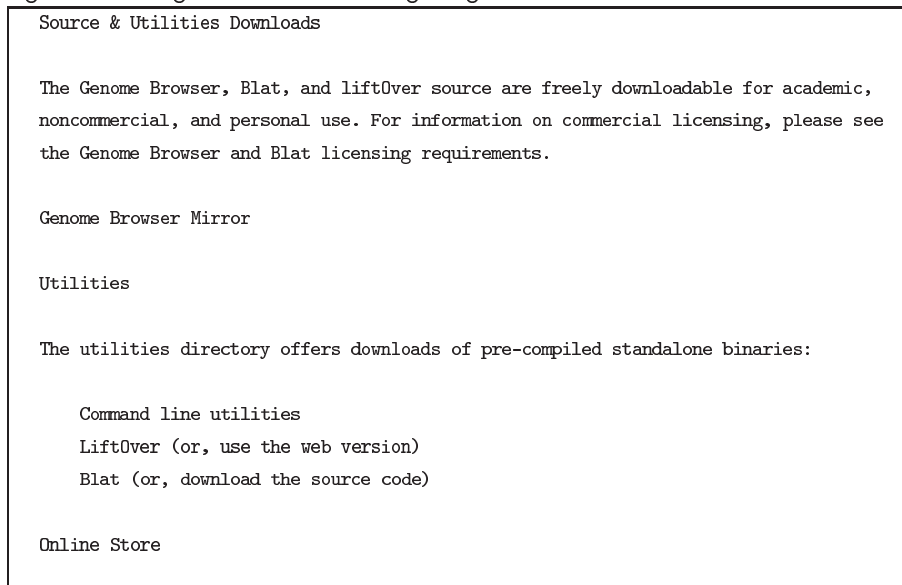 Source & Utilities Downloads
The Genome Browser, Blat, and liftOver source are freely downloadable for academic,
noncommercial, and personal use. For information on commercial licensing, please see
the Genome Browser and Blat licensing requirements.
Genome Browser Mirror
Utilities
The utilities directory offers downloads of pre-compiled standalone binaries:
Command line utilities
LiftOver (or, use the web version)
Blat (or, download the source code)
Online Store